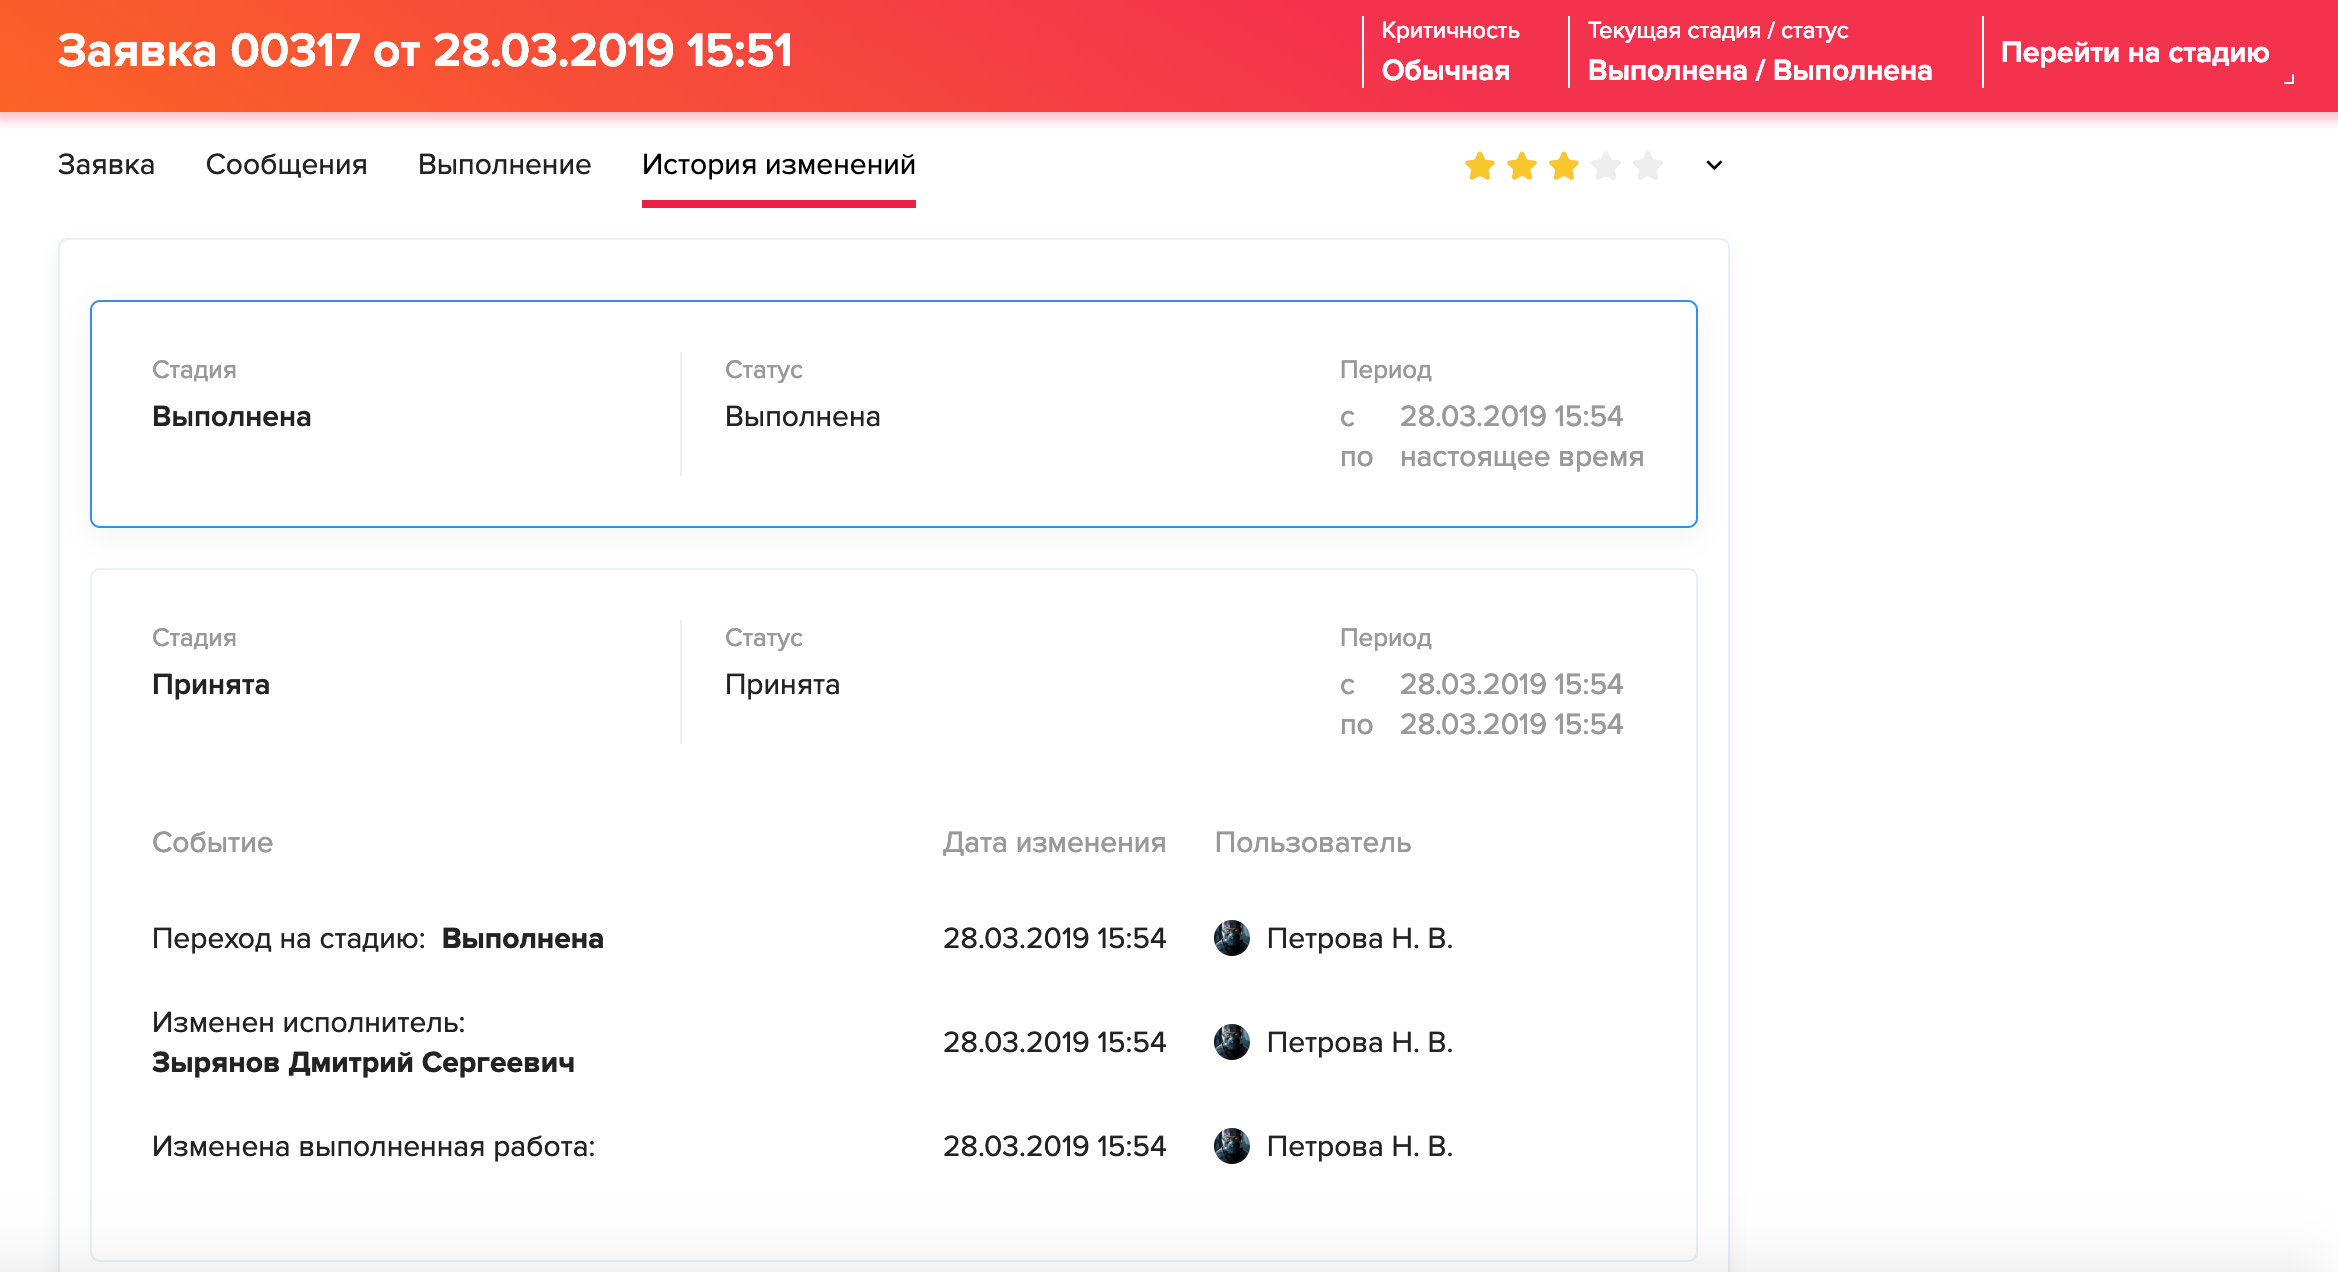 Заявка 00317 от 28.03.2019 15:51
Критичность
Обычная
Текущая стадия / статус
Выполнена / Выполнена
Перейти на стадию
Заявка
Сообщения
Выполнение
История изменений
Стадия
Выполнена
Статус
Выполнена
Период
с 28.03.2019 15:54
по настоящее время
Стадия
Принята
Статус
Принята
Период
с 28.03.2019 15:54
по 28.03.2019 15:54
Событие Дата изменения Пользователь
Переход на стадию: Выполнена 28.03.2019 15:54 Петрова Н. В.
Изменен исполнитель:
Зырянов Дмитрий Сергеевич
28.03.2019 15:54 Петрова Н. В.
Изменена выполненная работа: 28.03.2019 15:54 Петрова Н. В.